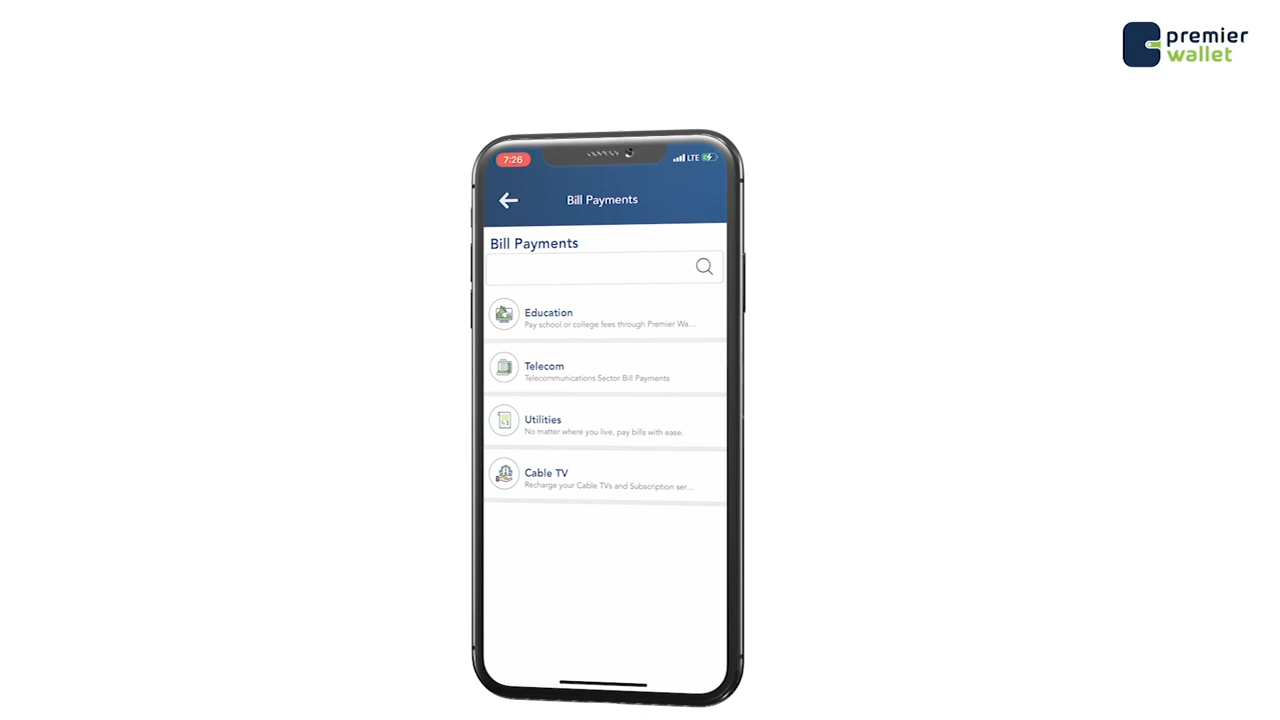 premier
wallet
7:26
LTE
Bill Payments
Bill Payments
Education
Pay school or college fees through Premier Wa...
Telecom
Telecommunications Sector Bill Payments
Utilities
No matter where you live, pay bills with ease.
Cable TV
Recharge your Cable TVs and Subscription ser...